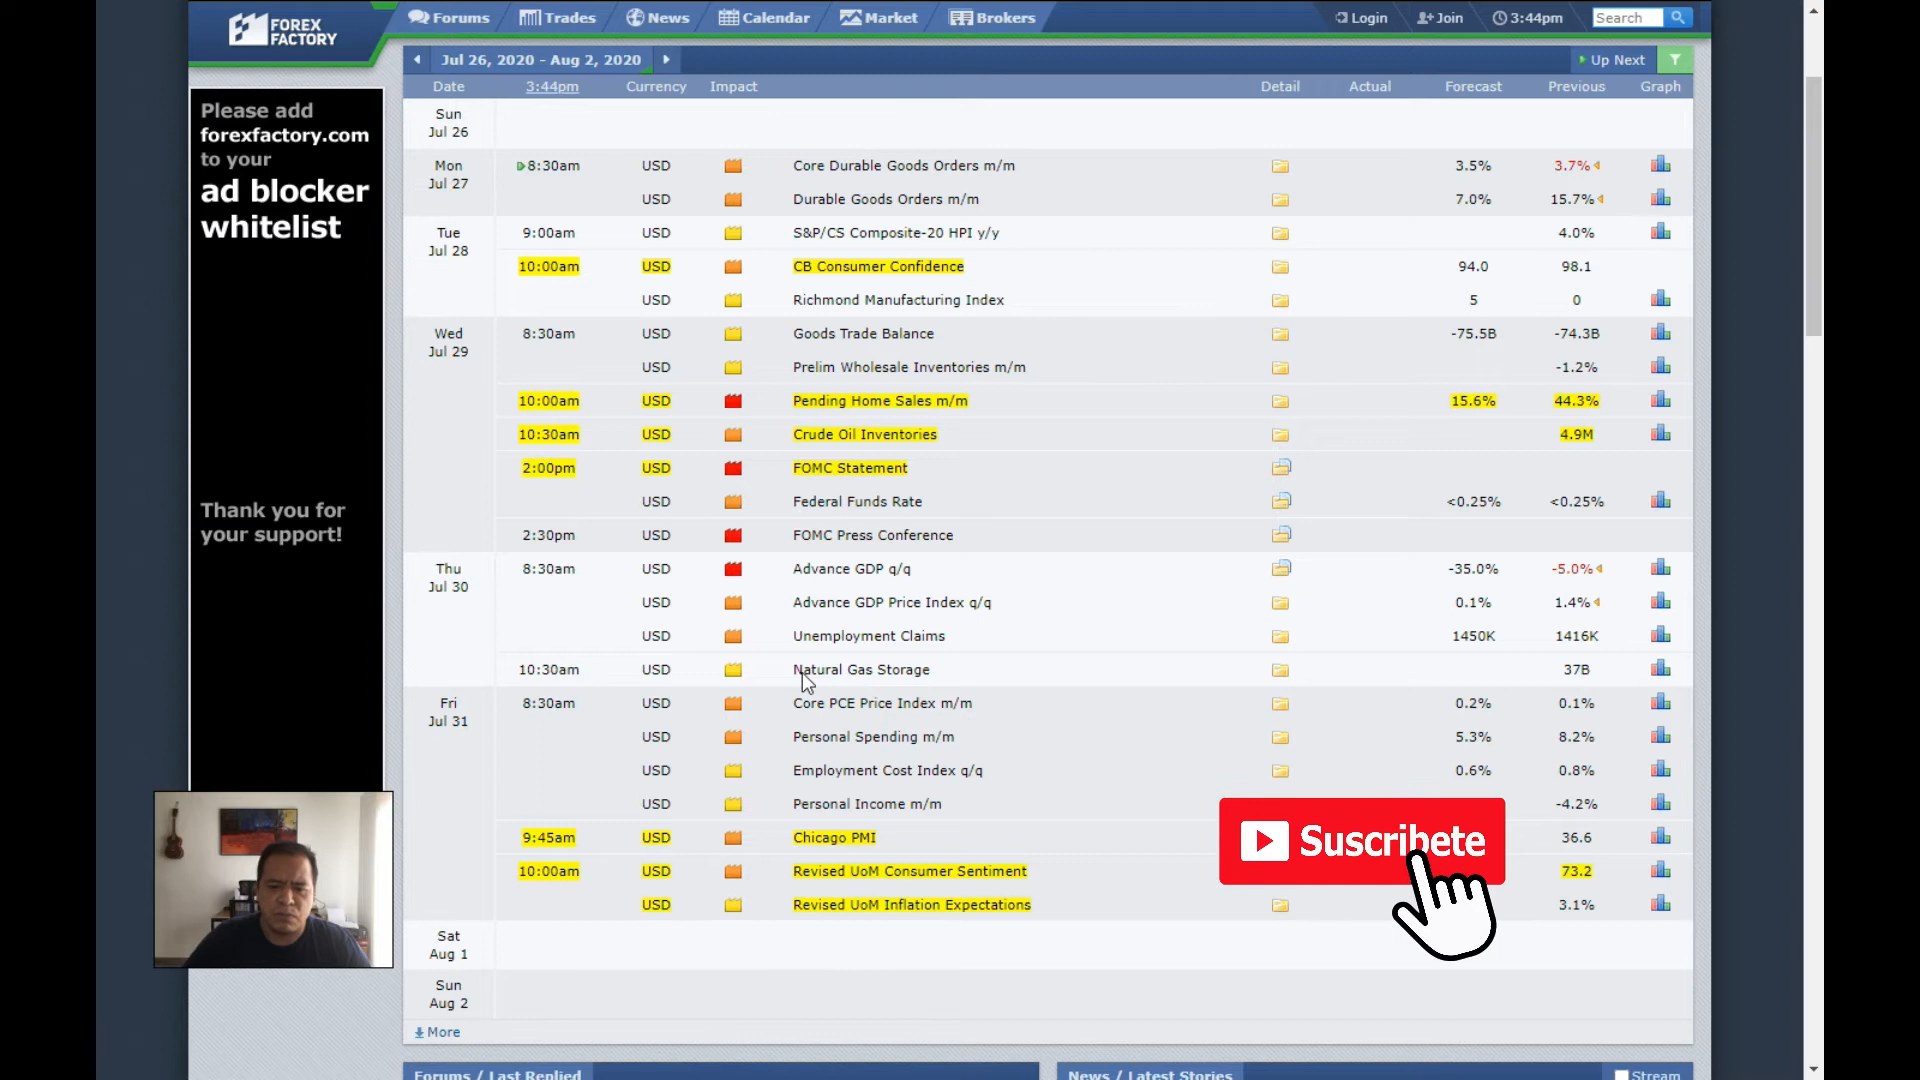 FOREX FACTORY
Forums Trades News Calendar Market Brokers Login Join 3:44pm Search
Jul 26, 2020 - Aug 2, 2020 Up Next
Date 3:44pm Currency Impact Detail Actual Forecast Previous Graph
Sun Jul 26
Mon Jul 27 8:30am USD Core Durable Goods Orders m/m 3.5% 3.7%
USD Durable Goods Orders m/m 7.0% 15.7%
Tue Jul 28 9:00am USD S&P/CS Composite-20 HPI y/y 4.0%
10:00am USD CB Consumer Confidence 94.0 98.1
USD Richmond Manufacturing Index 5 0
Wed Jul 29 8:30am USD Goods Trade Balance -75.5B -74.3B
USD Prelim Wholesale Inventories m/m -1.2%
10:00am USD Pending Home Sales m/m 15.6% 44.3%
10:30am USD Crude Oil Inventories 4.9M
2:00pm USD FOMC Statement
USD Federal Funds Rate <0.25% <0.25%
2:30pm USD FOMC Press Conference
Thu Jul 30 8:30am USD Advance GDP q/q -35.0% -5.0%
USD Advance GDP Price Index q/q 0.1% 1.4%
USD Unemployment Claims 1450K 1416K
10:30am USD Natural Gas Storage 37B
Fri Jul 31 8:30am USD Core PCE Price Index m/m 0.2% 0.1%
USD Personal Spending m/m 5.3% 8.2%
USD Employment Cost Index q/q 0.6% 0.8%
USD Personal Income m/m -4.2%
9:45am USD Chicago PMI 36.6
10:00am USD Revised UoM Consumer Sentiment 73.2
USD Revised UoM Inflation Expectations 3.1%
Sat Aug 1
Sun Aug 2
More
Forums / Last Replied
News / Latest Stories Stream
Please add
forexfactory.com
to your
ad blocker
whitelist
Thank you for
your support!
Suscribete